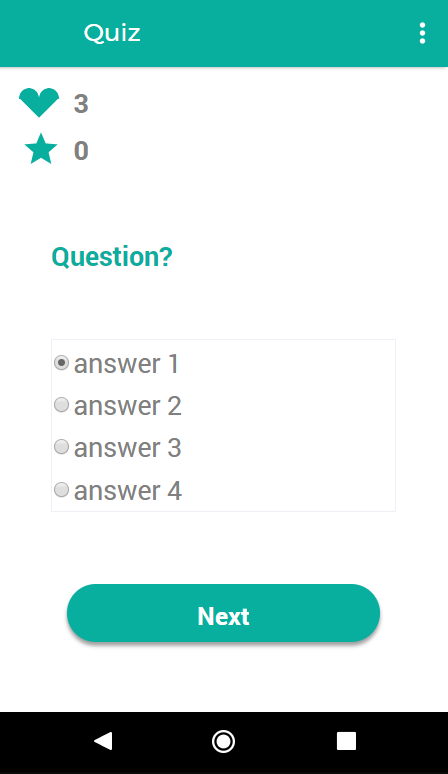 Quiz
3
0
Question?
answer 1
answer 2
answer 3
answer 4
Next